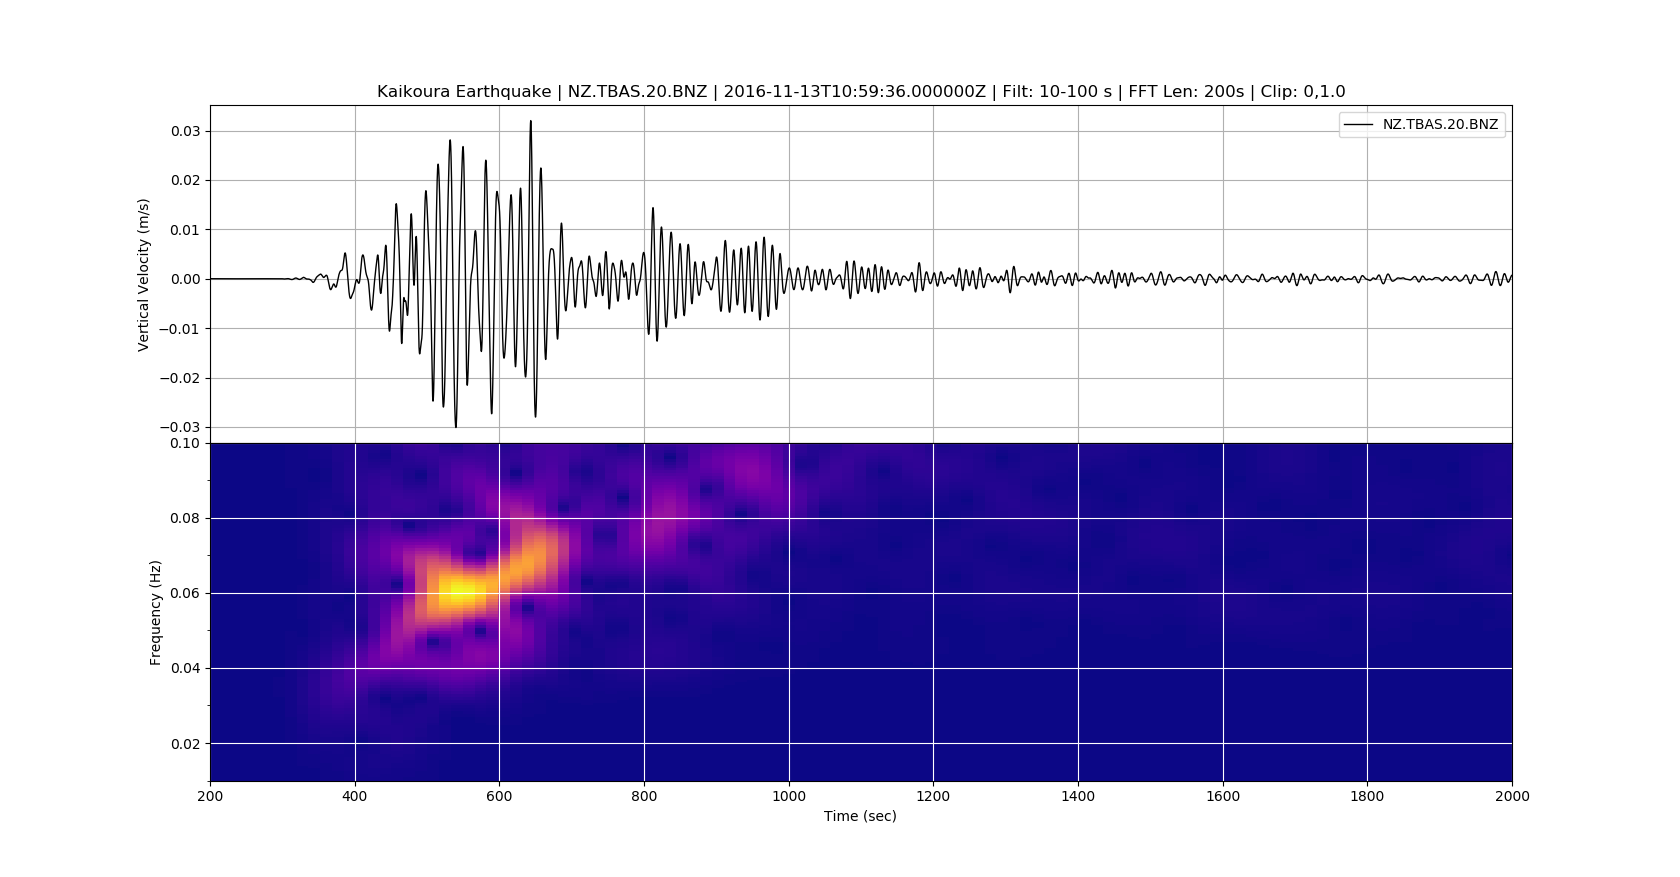 Kaikoura Earthquake | NZ.TBAS.20.BNZ | 2016-11-13T10:59:36.000000Z | Filt: 10-100 s | FFT Len: 200s | Clip: 0,1.0
NZ.TBAS.20.BNZ
Vertical Velocity (m/s)
0.03
0.02
0.01
0.00
−0.01
−0.02
−0.03
Frequency (Hz)
0.10
0.08
0.06
0.04
0.02
200 400 600 800 1000 1200 1400 1600 1800 2000
Time (sec)